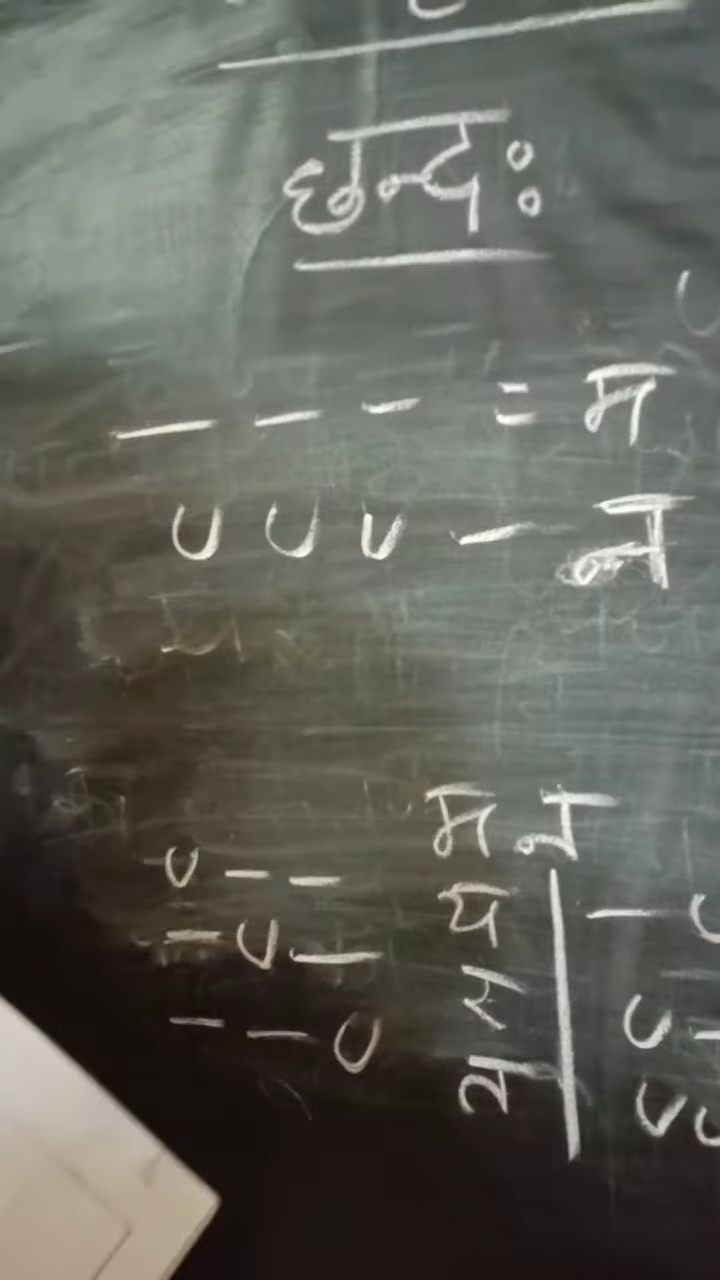 छन्दः
— — — = म
∪ ∪ ∪ — न
म न
∪ — — य
— ∪ — र
— — ∪ त